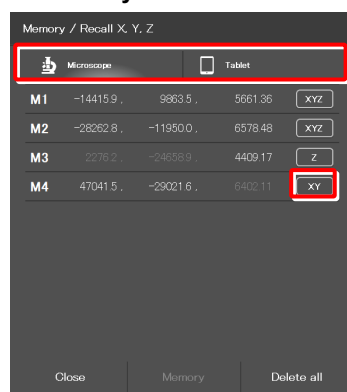 Memory / Recall X, Y, Z
Microscope Tablet
M1 -14415.9 , 9863.5 , 5661.36 XYZ
M2 -28262.8 , -11950.0 , 6578.48 XYZ
M3 2276.2 , -24658.9 , 4409.17 Z
M4 47041.5 , -29021.6 , 6402.11 XY
Close Memory Delete all